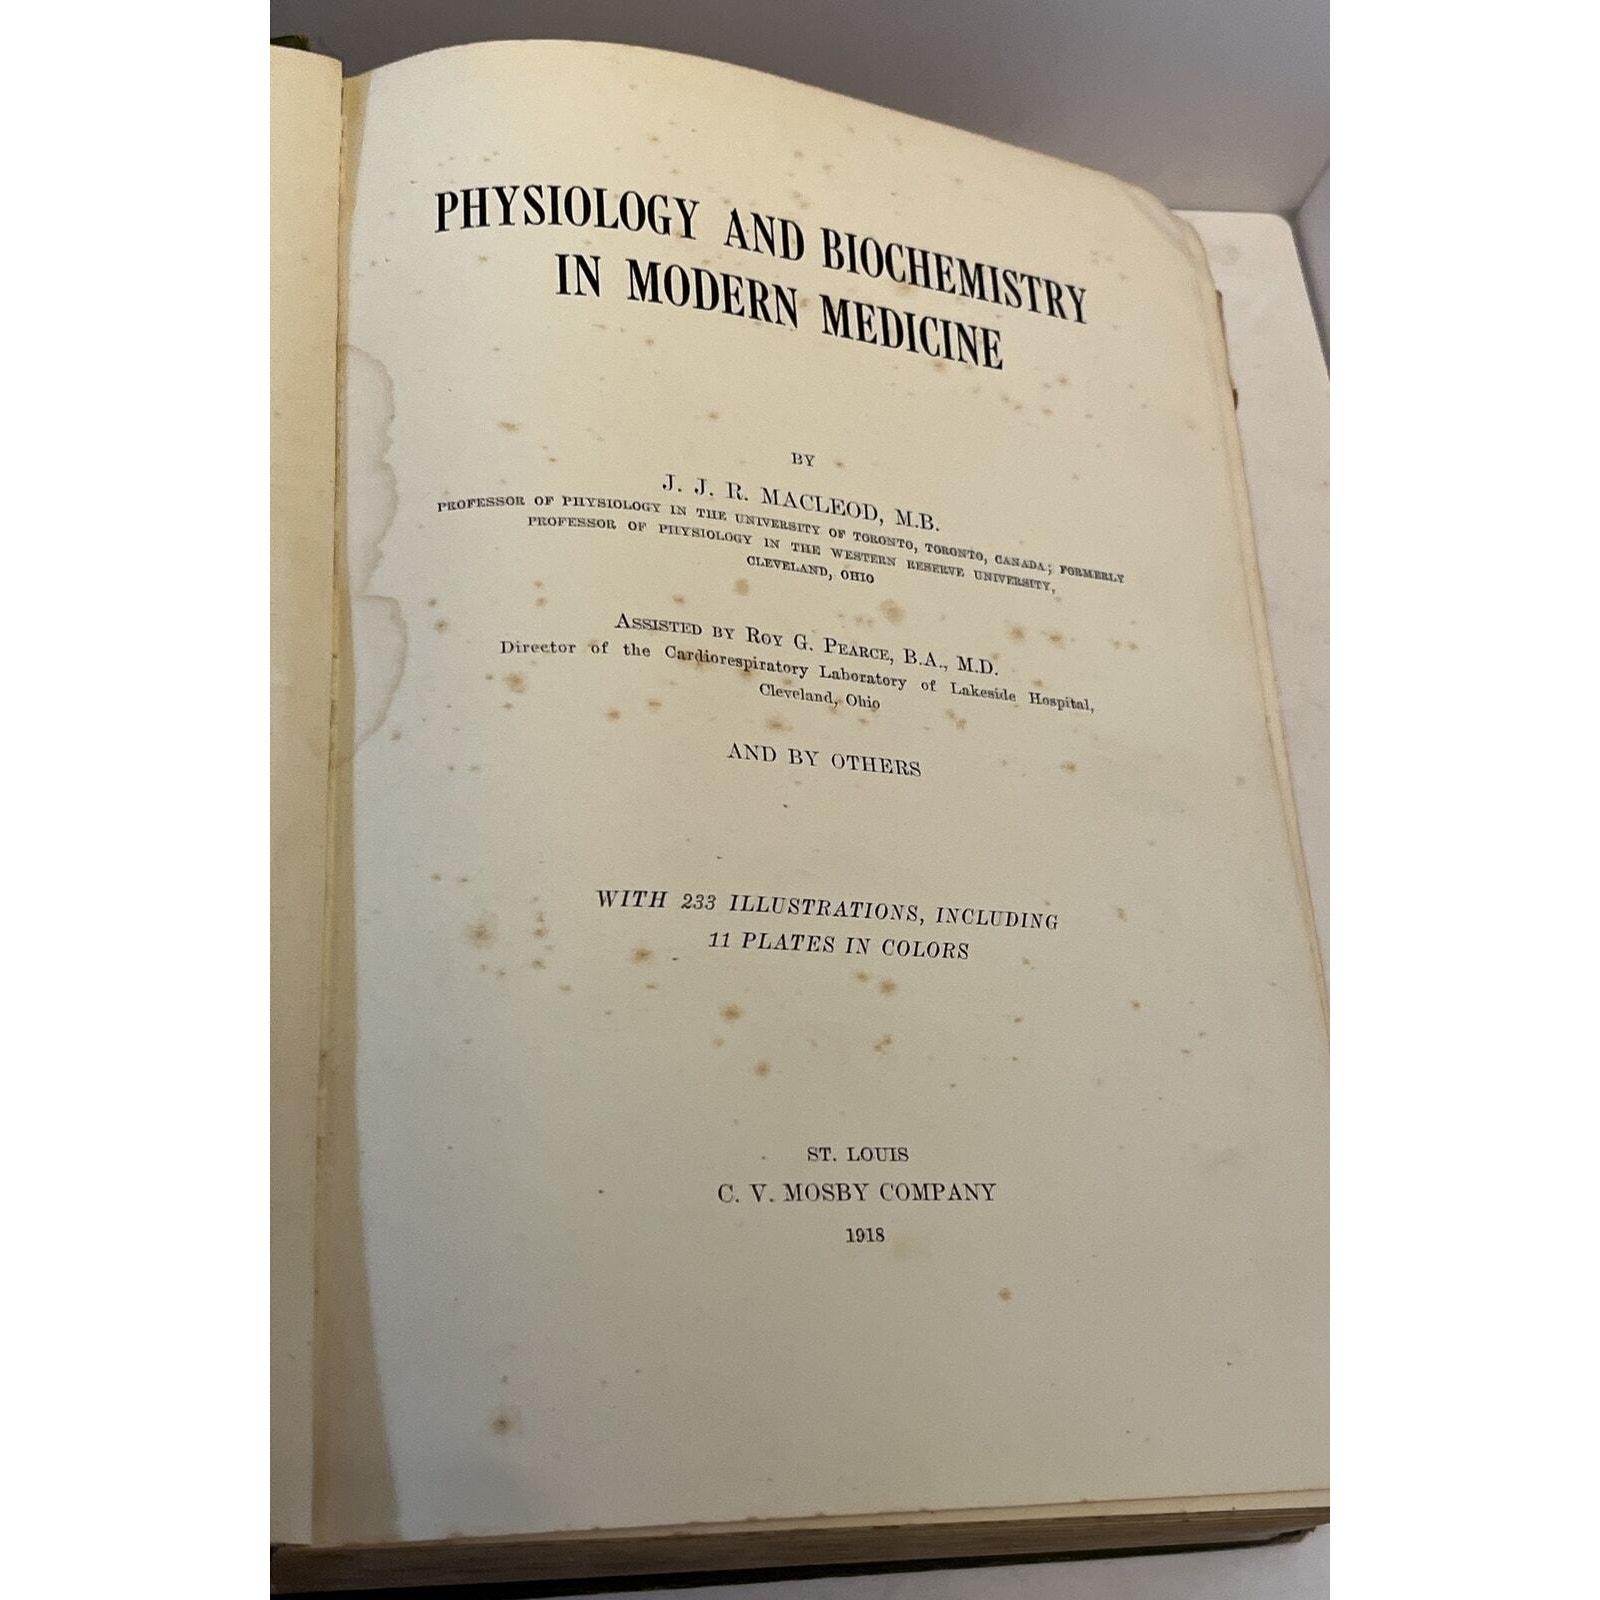 PHYSIOLOGY AND BIOCHEMISTRY
IN MODERN MEDICINE
BY
J. J. R. MACLEOD, M.B.
PROFESSOR OF PHYSIOLOGY IN THE UNIVERSITY OF TORONTO, TORONTO, CANADA; FORMERLY
PROFESSOR OF PHYSIOLOGY IN THE WESTERN RESERVE UNIVERSITY,
CLEVELAND, OHIO
ASSISTED BY ROY G. PEARCE, B.A., M.D.
Director of the Cardiorespiratory Laboratory of Lakeside Hospital,
Cleveland, Ohio
AND BY OTHERS
WITH 233 ILLUSTRATIONS, INCLUDING
11 PLATES IN COLORS
ST. LOUIS
C. V. MOSBY COMPANY
1918